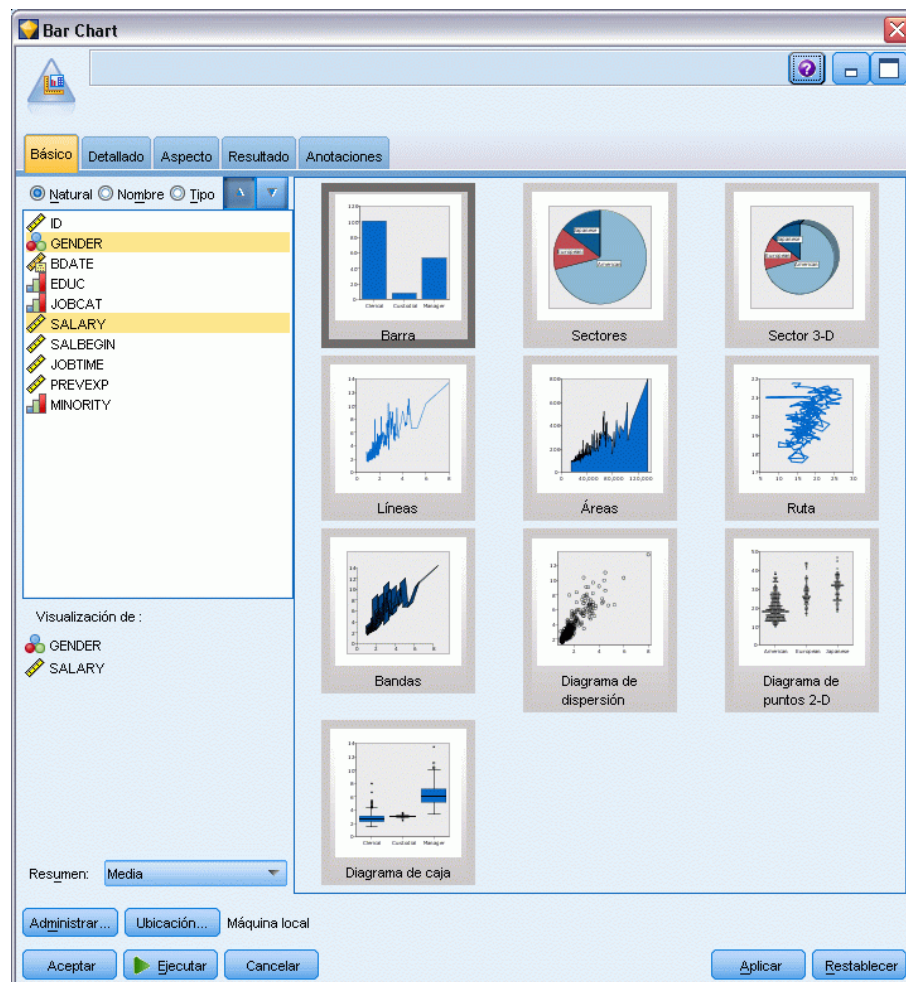 Bar Chart
Básico
Detallado
Aspecto
Resultado
Anotaciones
Natural
Nombre
Tipo
ID
GENDER
BDATE
EDUC
JOBCAT
SALARY
SALBEGIN
JOBTIME
PREVEXP
MINORITY
Visualización de :
GENDER
SALARY
Resumen:
Media
Barra
Sectores
Sector 3-D
Líneas
Áreas
Ruta
Bandas
Diagrama de
dispersión
Diagrama de
puntos 2-D
Diagrama de caja
Administrar...
Ubicación...
Máquina local
Aceptar
Ejecutar
Cancelar
Aplicar
Restablecer